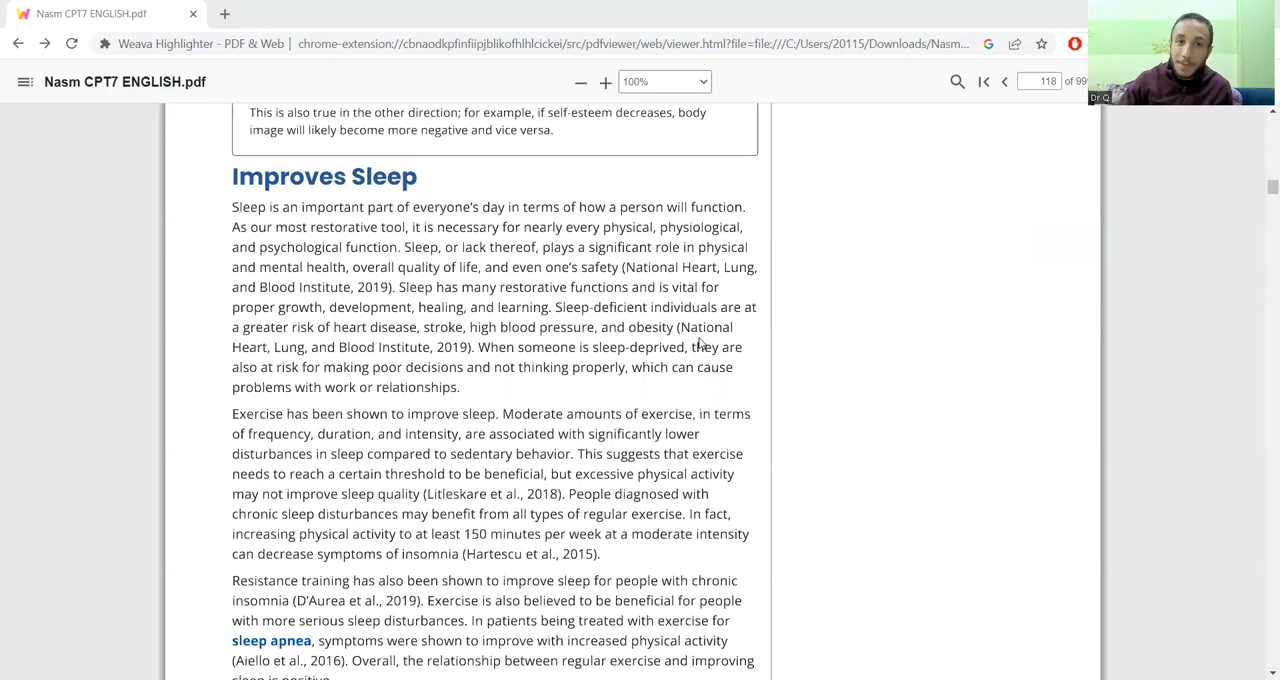 Nasm CPT7 ENGLISH.pdf
Weava Highlighter - PDF & Web | chrome-extension://cbnaodkpfinfiipjblikofhlhlcickei/src/pdfviewer/web/viewer.html?file=file:///C:/Users/20115/Downloads/Nasm...
Nasm CPT7 ENGLISH.pdf
100%
118 of 99
Dr Q
This is also true in the other direction; for example, if self-esteem decreases, body
image will likely become more negative and vice versa.
Improves Sleep
Sleep is an important part of everyone's day in terms of how a person will function.
As our most restorative tool, it is necessary for nearly every physical, physiological,
and psychological function. Sleep, or lack thereof, plays a significant role in physical
and mental health, overall quality of life, and even one's safety (National Heart, Lung,
and Blood Institute, 2019). Sleep has many restorative functions and is vital for
proper growth, development, healing, and learning. Sleep-deficient individuals are at
a greater risk of heart disease, stroke, high blood pressure, and obesity (National
Heart, Lung, and Blood Institute, 2019). When someone is sleep-deprived, they are
also at risk for making poor decisions and not thinking properly, which can cause
problems with work or relationships.
Exercise has been shown to improve sleep. Moderate amounts of exercise, in terms
of frequency, duration, and intensity, are associated with significantly lower
disturbances in sleep compared to sedentary behavior. This suggests that exercise
needs to reach a certain threshold to be beneficial, but excessive physical activity
may not improve sleep quality (Litleskare et al., 2018). People diagnosed with
chronic sleep disturbances may benefit from all types of regular exercise. In fact,
increasing physical activity to at least 150 minutes per week at a moderate intensity
can decrease symptoms of insomnia (Hartescu et al., 2015).
Resistance training has also been shown to improve sleep for people with chronic
insomnia (D'Aurea et al., 2019). Exercise is also believed to be beneficial for people
with more serious sleep disturbances. In patients being treated with exercise for
sleep apnea, symptoms were shown to improve with increased physical activity
(Aiello et al., 2016). Overall, the relationship between regular exercise and improving
sleep is positive.